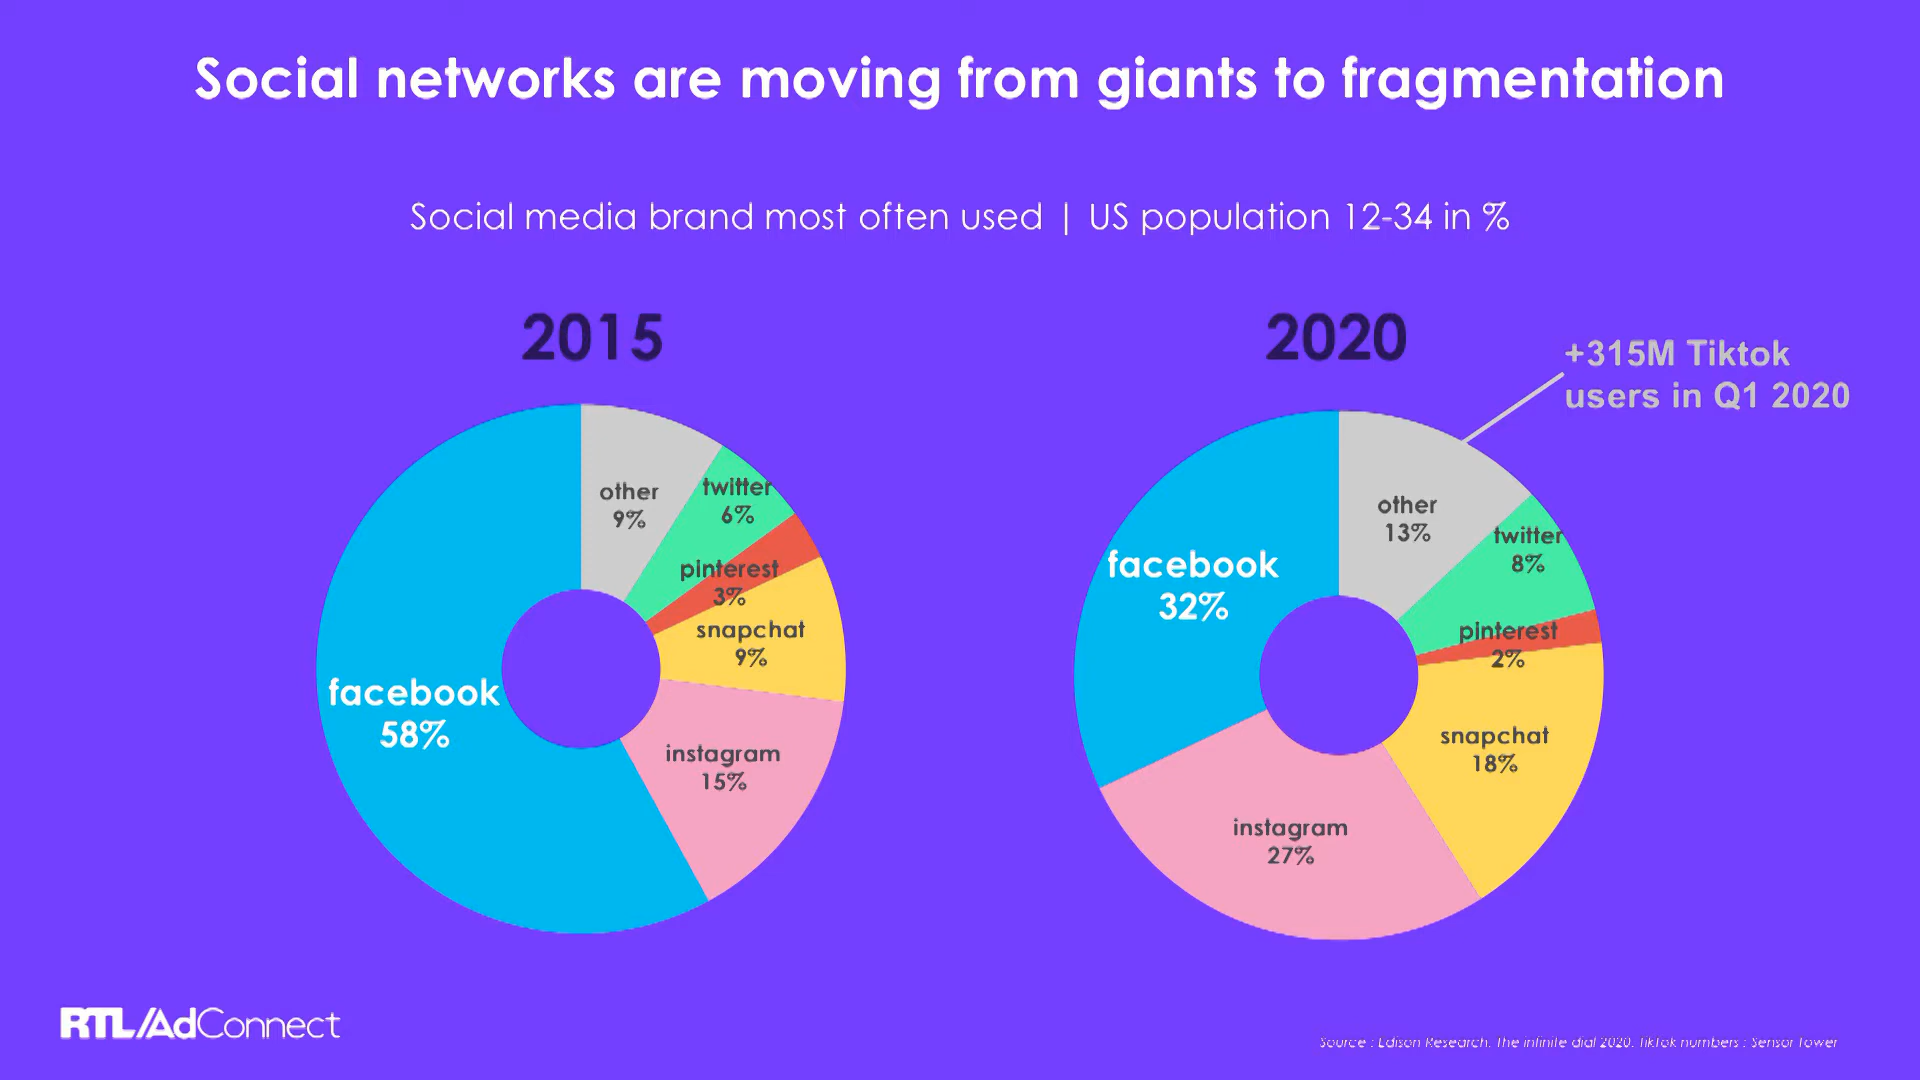 Social networks are moving from giants to fragmentation
Social media brand most often used | US population 12-34 in %
2015
other
9%
twitter
6%
pinterest
3%
snapchat
9%
instagram
15%
facebook
58%
2020
+315M Tiktok
users in Q1 2020
other
13%
twitter
8%
pinterest
2%
snapchat
18%
instagram
27%
facebook
32%
RTL/AdConnect
Source : Edison Research. The infinite dial 2020. TikTok numbers : Sensor Tower